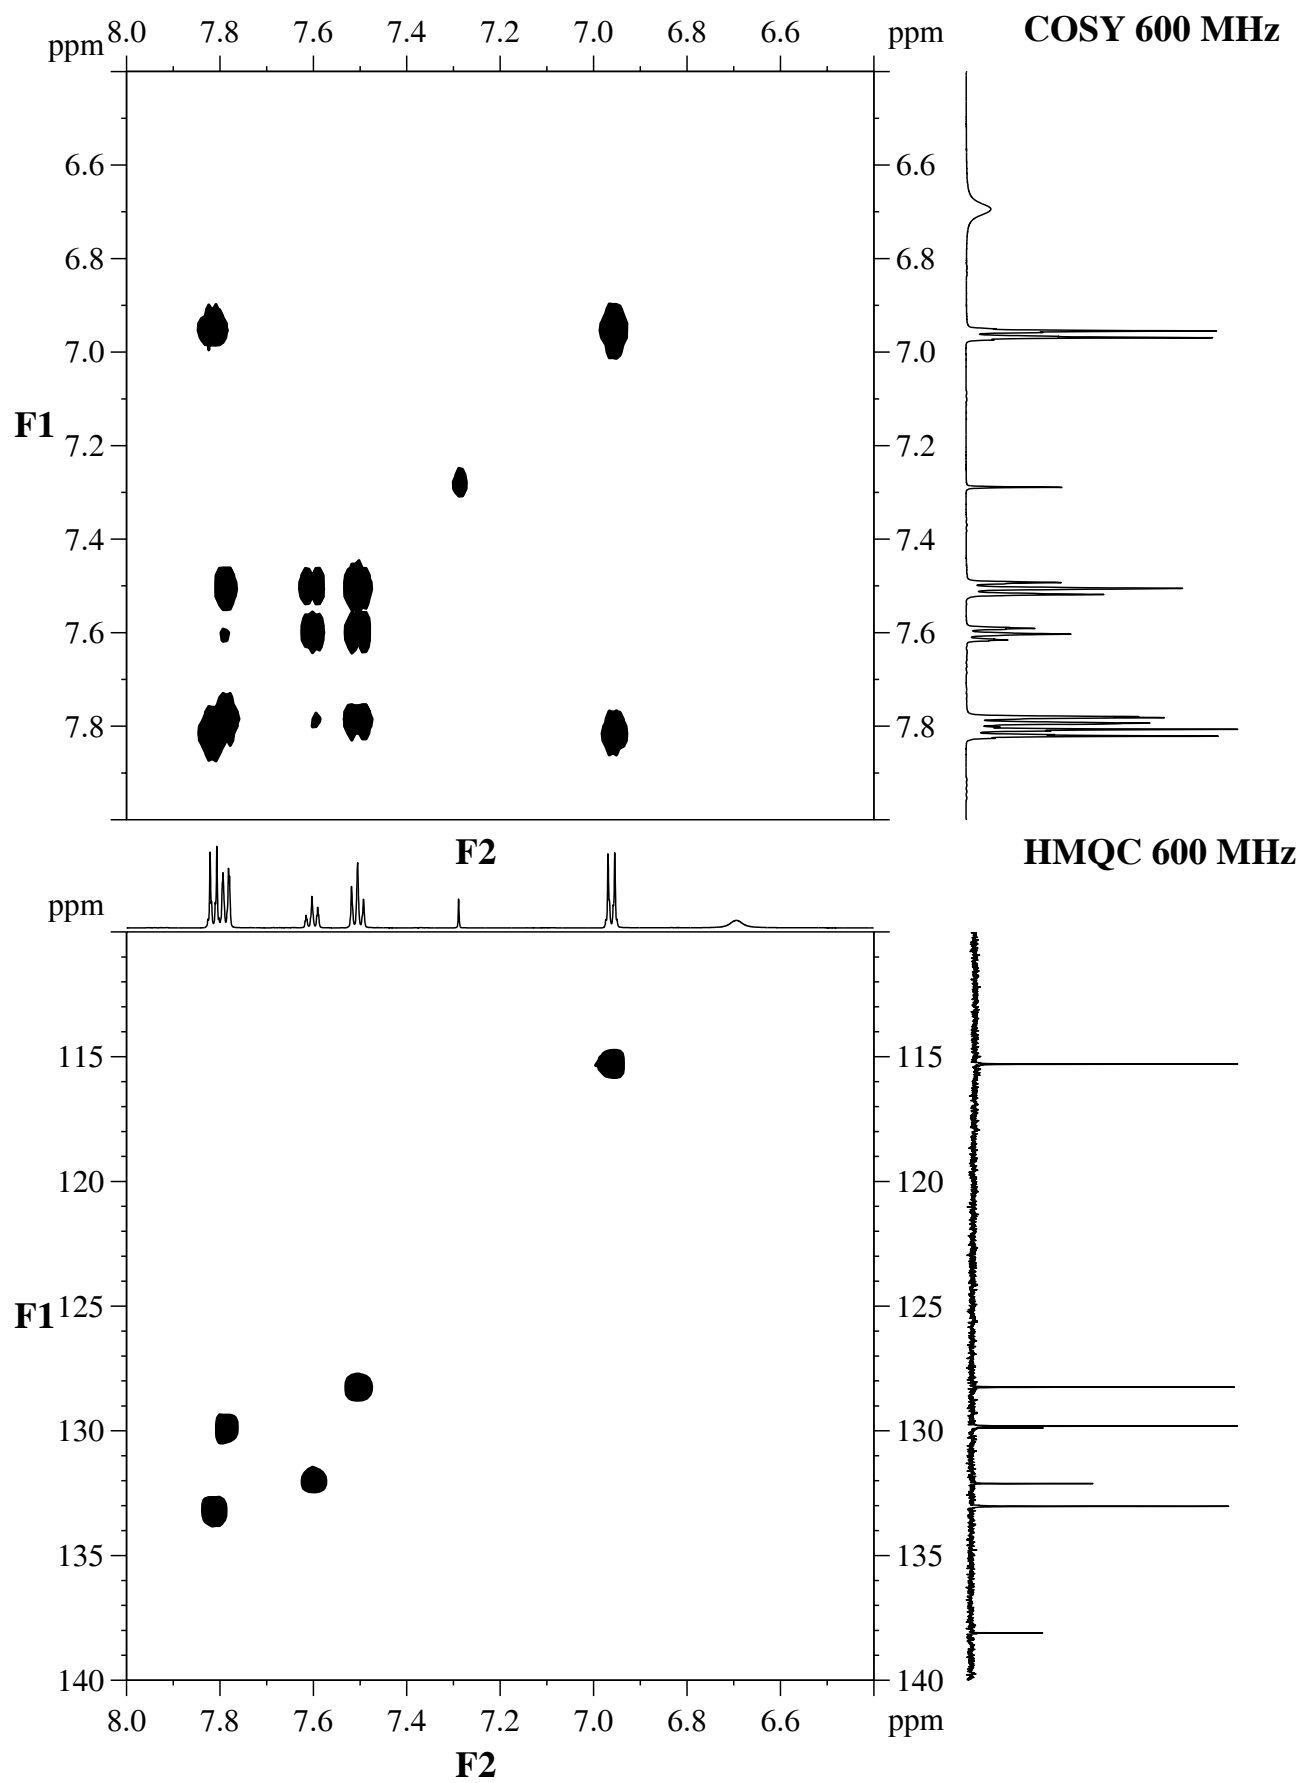 ppm 8.0 7.8 7.6 7.4 7.2 7.0 6.8 6.6 ppm COSY 600 MHz
6.6 6.6
6.8 6.8
7.0 7.0
F1
7.2 7.2
7.4 7.4
7.6 7.6
7.8 7.8
F2 HMQC 600 MHz
ppm
115 115
120 120
F1 125 125
130 130
135 135
140 140
8.0 7.8 7.6 7.4 7.2 7.0 6.8 6.6 ppm
F2